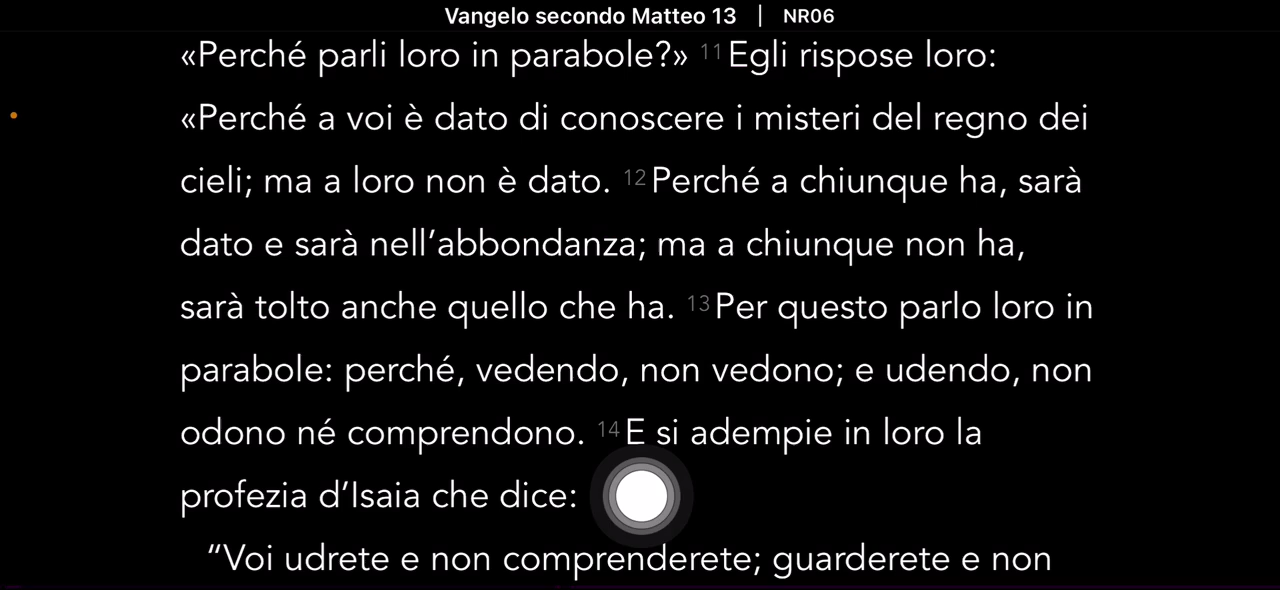 Vangelo secondo Matteo 13 | NR06
«Perché parli loro in parabole?» 11 Egli rispose loro:
«Perché a voi è dato di conoscere i misteri del regno dei
cieli; ma a loro non è dato. 12 Perché a chiunque ha, sarà
dato e sarà nell’abbondanza; ma a chiunque non ha,
sarà tolto anche quello che ha. 13 Per questo parlo loro in
parabole: perché, vedendo, non vedono; e udendo, non
odono né comprendono. 14 E si adempie in loro la
profezia d’Isaia che dice:
“Voi udrete e non comprenderete; guarderete e non